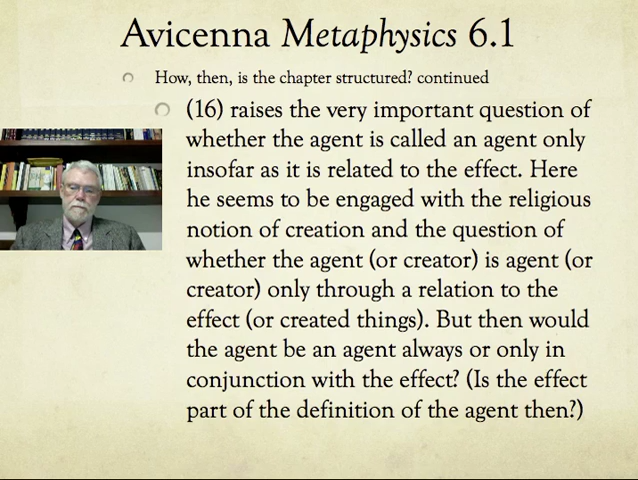 Avicenna Metaphysics 6.1
How, then, is the chapter structured? continued
(16) raises the very important question of
whether the agent is called an agent only
insofar as it is related to the effect. Here
he seems to be engaged with the religious
notion of creation and the question of
whether the agent (or creator) is agent (or
creator) only through a relation to the
effect (or created things). But then would
the agent be an agent always or only in
conjunction with the effect? (Is the effect
part of the definition of the agent then?)